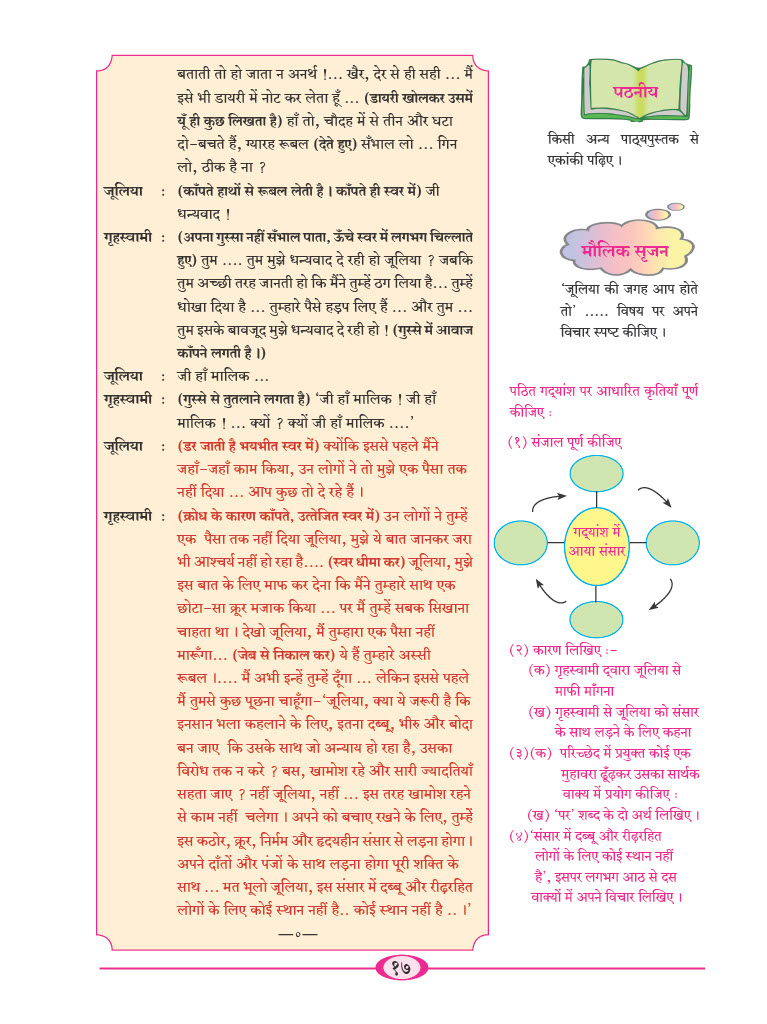 बताती तो हो जाता न अनर्थ !... खैर, देर से ही सही ... मैं
इसे भी डायरी में नोट कर लेता हूँ ... (डायरी खोलकर उसमें
यूँ ही कुछ लिखता है) हाँ तो, चौदह में से तीन और घटा
दो-बचते हैं, ग्यारह रूबल (देते हुए) सँभाल लो ... गिन
लो, ठीक है ना ?
जूलिया : (काँपते हाथों से रूबल लेती है । काँपते ही स्वर में) जी
धन्यवाद !
गृहस्वामी : (अपना गुस्सा नहीं सँभाल पाता, ऊँचे स्वर में लगभग चिल्लाते
हुए) तुम .... तुम मुझे धन्यवाद दे रही हो जूलिया ? जबकि
तुम अच्छी तरह जानती हो कि मैंने तुम्हें ठग लिया है... तुम्हें
धोखा दिया है ... तुम्हारे पैसे हड़प लिए हैं ... और तुम ...
तुम इसके बावजूद मुझे धन्यवाद दे रही हो ! (गुस्से में आवाज
काँपने लगती है ।)
जूलिया : जी हाँ मालिक ...
गृहस्वामी : (गुस्से से तुतलाने लगता है) ‘जी हाँ मालिक ! जी हाँ
मालिक ! ... क्यों ? क्यों जी हाँ मालिक ....’
जूलिया : (डर जाती है भयभीत स्वर में) क्योंकि इससे पहले मैंने
जहाँ-जहाँ काम किया, उन लोगों ने तो मुझे एक पैसा तक
नहीं दिया ... आप कुछ तो दे रहे हैं ।
गृहस्वामी : (क्रोध के कारण काँपते, उत्तेजित स्वर में) उन लोगों ने तुम्हें
एक पैसा तक नहीं दिया जूलिया, मुझे ये बात जानकर जरा
भी आश्चर्य नहीं हो रहा है.... (स्वर धीमा कर) जूलिया, मुझे
इस बात के लिए माफ कर देना कि मैंने तुम्हारे साथ एक
छोटा-सा क्रूर मजाक किया ... पर मैं तुम्हें सबक सिखाना
चाहता था । देखो जूलिया, मैं तुम्हारा एक पैसा नहीं
मारूँगा... (जेब से निकाल कर) ये हैं तुम्हारे अस्सी
रूबल ।.... मैं अभी इन्हें तुम्हें दूँगा ... लेकिन इससे पहले
मैं तुमसे कुछ पूछना चाहूँगा-‘जूलिया, क्या ये जरूरी है कि
इनसान भला कहलाने के लिए, इतना दब्बू, भीरु और बोदा
बन जाए कि उसके साथ जो अन्याय हो रहा है, उसका
विरोध तक न करे ? बस, खामोश रहे और सारी ज्यादतियाँ
सहता जाए ? नहीं जूलिया, नहीं ... इस तरह खामोश रहने
से काम नहीं चलेगा । अपने को बचाए रखने के लिए, तुम्हें
इस कठोर, क्रूर, निर्मम और हृदयहीन संसार से लड़ना होगा ।
अपने दाँतों और पंजों के साथ लड़ना होगा पूरी शक्ति के
साथ ... मत भूलो जूलिया, इस संसार में दब्बू और रीढ़रहित
लोगों के लिए कोई स्थान नहीं है.. कोई स्थान नहीं है .. ।’
—०—
पठनीय
किसी अन्य पाठ्यपुस्तक से
एकांकी पढ़िए ।
मौलिक सृजन
‘जूलिया की जगह आप होते
तो’ ..... विषय पर अपने
विचार स्पष्ट कीजिए ।
पठित गद्यांश पर आधारित कृतियाँ पूर्ण
कीजिए :
(१) संजाल पूर्ण कीजिए
गद्यांश में
आया संसार
(२) कारण लिखिए :-
(क) गृहस्वामी द्वारा जूलिया से
माफी माँगना
(ख) गृहस्वामी से जूलिया को संसार
के साथ लड़ने के लिए कहना
(३)(क) परिच्छेद में प्रयुक्त कोई एक
मुहावरा ढूँढ़कर उसका सार्थक
वाक्य में प्रयोग कीजिए :
(ख) ‘पर’ शब्द के दो अर्थ लिखिए ।
(४)‘संसार में दब्बू और रीढ़रहित
लोगों के लिए कोई स्थान नहीं
है’, इसपर लगभग आठ से दस
वाक्यों में अपने विचार लिखिए ।
१७